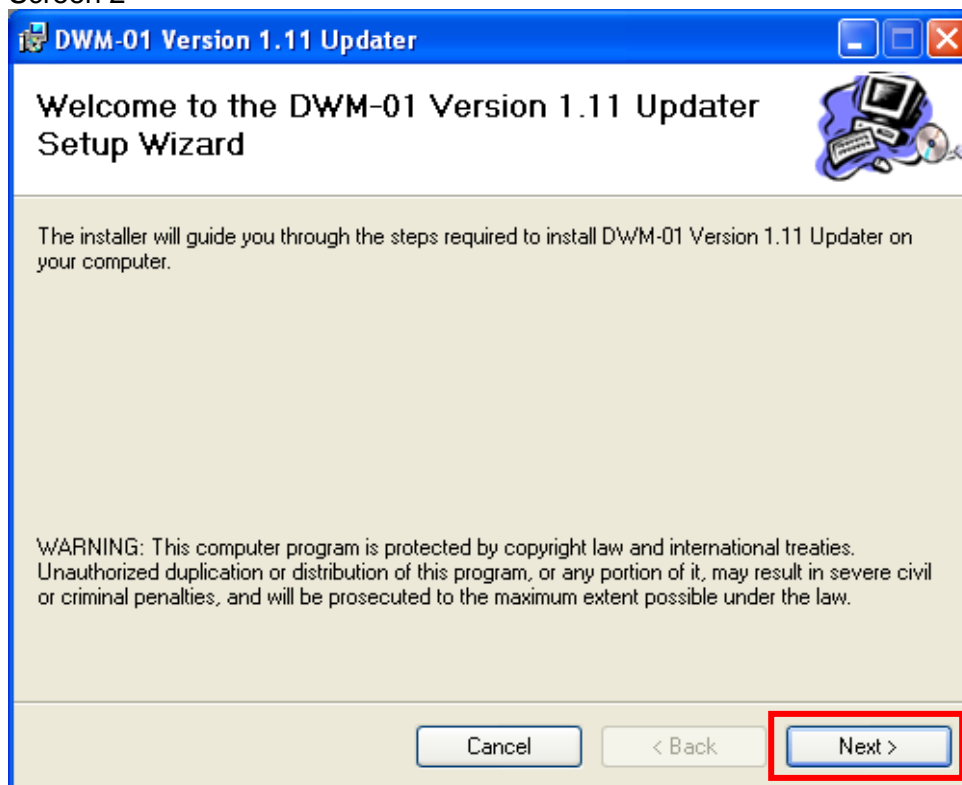 Screen 2
DWM-01 Version 1.11 Updater
Welcome to the DWM-01 Version 1.11 Updater
Setup Wizard
The installer will guide you through the steps required to install DWM-01 Version 1.11 Updater on
your computer.
WARNING: This computer program is protected by copyright law and international treaties.
Unauthorized duplication or distribution of this program, or any portion of it, may result in severe civil
or criminal penalties, and will be prosecuted to the maximum extent possible under the law.
Cancel
< Back
Next >